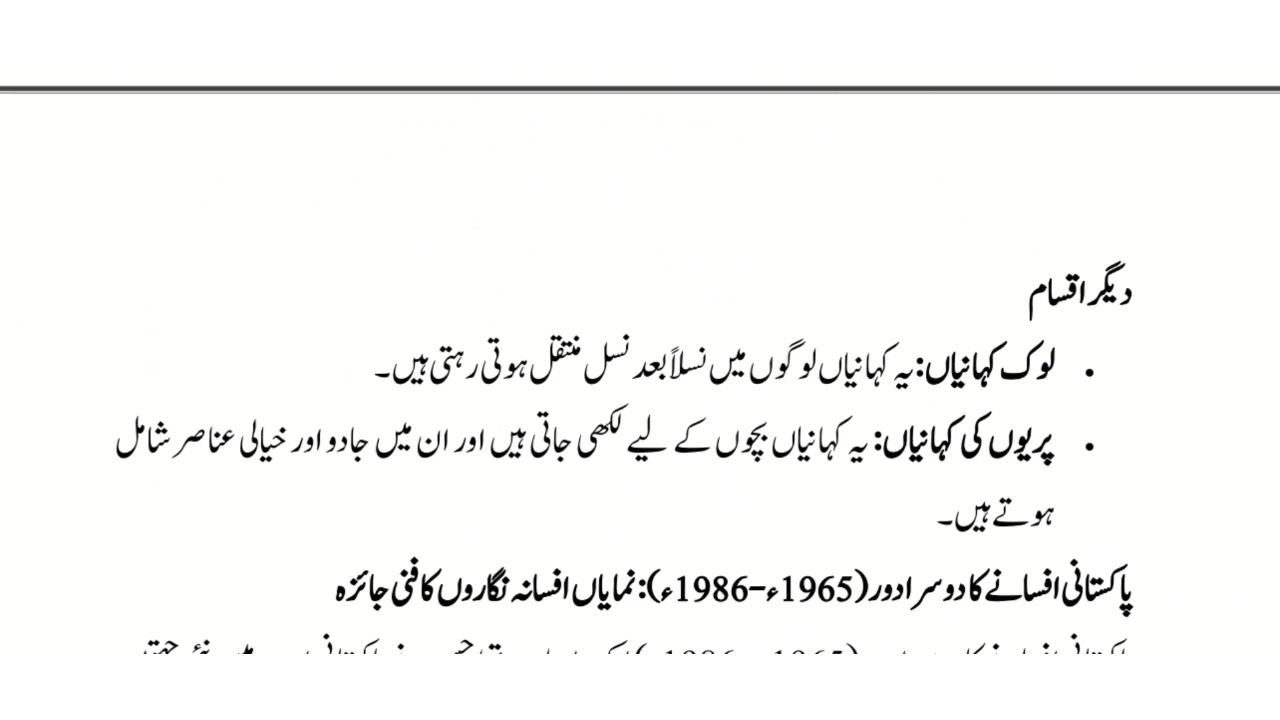 دیگر اقسام
• لوک کہانیاں: یہ کہانیاں لوگوں میں نسلاً بعد نسل منتقل ہوتی رہتی ہیں۔
• پریوں کی کہانیاں: یہ کہانیاں بچوں کے لیے لکھی جاتی ہیں اور ان میں جادو اور خیالی عناصر شامل
ہوتے ہیں۔
پاکستانی افسانے کا دوسرا دور (1965ء–1986ء): نمایاں افسانہ نگاروں کا فنی جائزہ